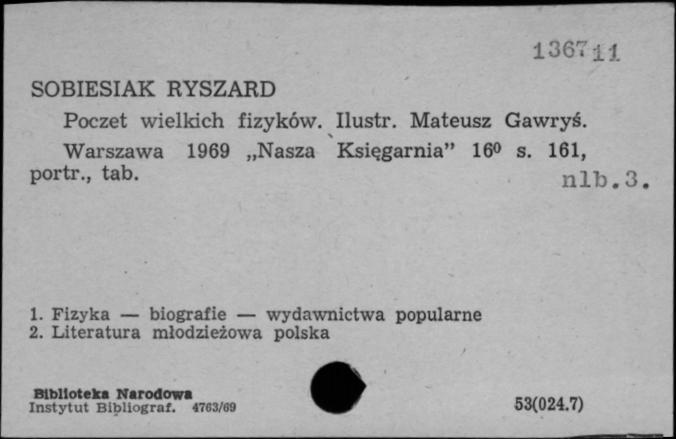 136711
SOBIESIAK RYSZARD
Poczet wielkich fizyków. Ilustr. Mateusz Gawryś.
Warszawa 1969 „Nasza Księgarnia” 16⁰ s. 161,
portr., tab. nlb.3.
1. Fizyka — biografie — wydawnictwa popularne
2. Literatura młodzieżowa polska
Biblioteka Narodowa
Instytut Bibliograf. 4763/69 53(024.7)